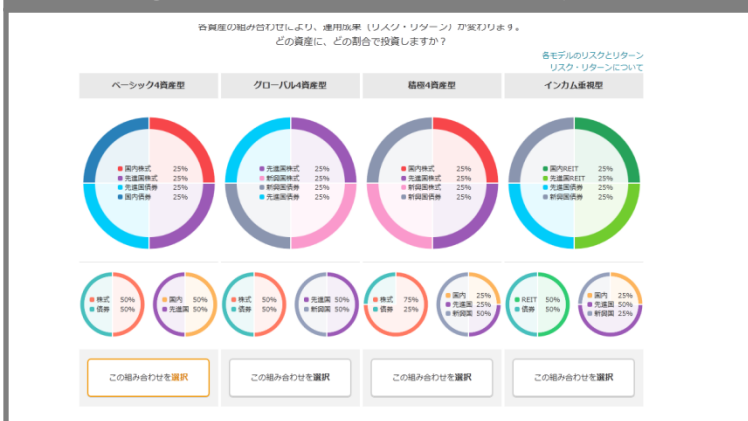 各資産の組み合わせにより、運用成果(リスク・リターン)が変わります。
どの資産に、どの割合で投資しますか?
各モデルのリスクとリターン
リスク・リターンについて
ベーシック4資産型
グローバル4資産型
積極4資産型
インカム重視型
国内株式 25%
先進国株式 25%
先進国債券 25%
国内債券 25%
先進国株式 25%
新興国株式 25%
新興国債券 25%
先進国債券 25%
国内株式 25%
先進国株式 25%
新興国株式 25%
新興国債券 25%
国内REIT 25%
先進国REIT 25%
先進国債券 25%
新興国債券 25%
株式 50%
債券 50%
国内 50%
先進国 50%
株式 50%
債券 50%
先進国 50%
新興国 50%
株式 75%
債券 25%
国内 25%
先進国 25%
新興国 50%
REIT 50%
債券 50%
国内 25%
先進国 50%
新興国 25%
この組み合わせを選択
この組み合わせを選択
この組み合わせを選択
この組み合わせを選択